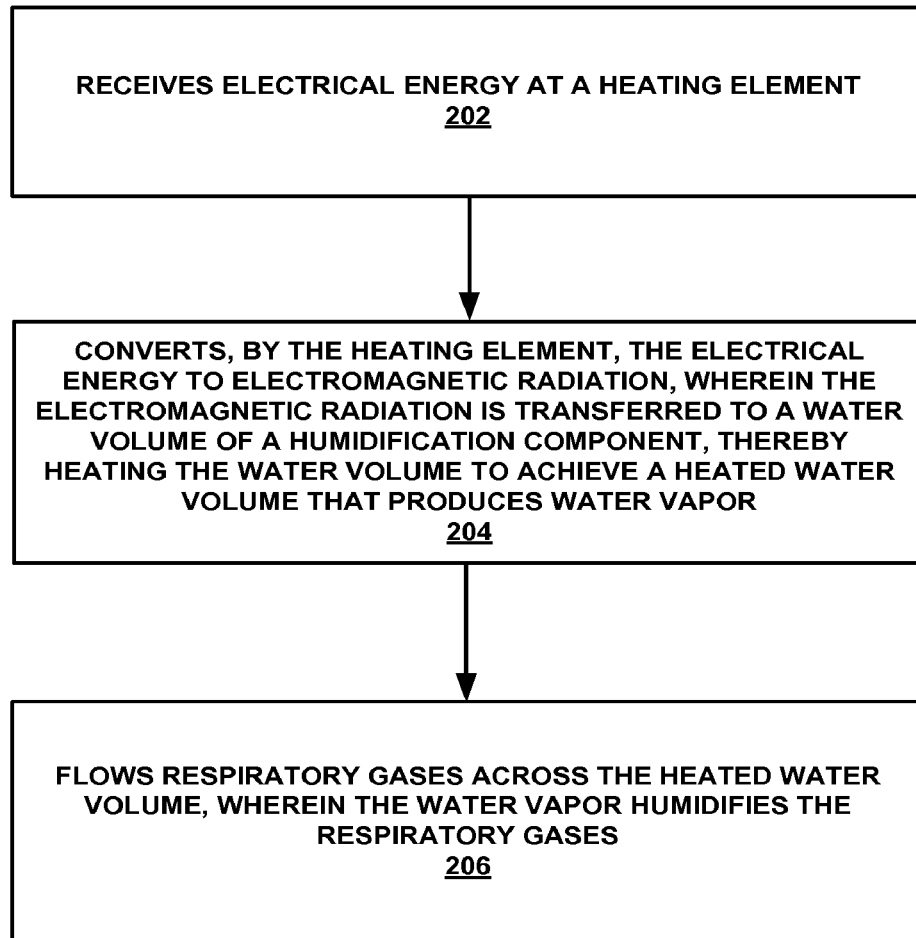 RECEIVES ELECTRICAL ENERGY AT A HEATING ELEMENT
202
CONVERTS, BY THE HEATING ELEMENT, THE ELECTRICAL
ENERGY TO ELECTROMAGNETIC RADIATION, WHEREIN THE
ELECTROMAGNETIC RADIATION IS TRANSFERRED TO A WATER
VOLUME OF A HUMIDIFICATION COMPONENT, THEREBY
HEATING THE WATER VOLUME TO ACHIEVE A HEATED WATER
VOLUME THAT PRODUCES WATER VAPOR
204
FLOWS RESPIRATORY GASES ACROSS THE HEATED WATER
VOLUME, WHEREIN THE WATER VAPOR HUMIDIFIES THE
RESPIRATORY GASES
206